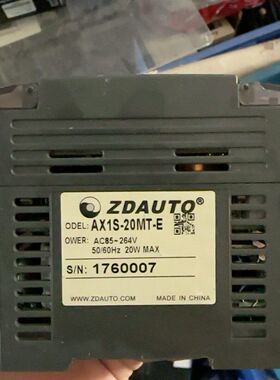 ZDAUTO®
ODEL: AX1S-20MT-E
OWER: AC85~264V
50/60Hz 20W MAX
S/N: 1760007
WWW.ZDAUTO.COM MADE IN CHINA